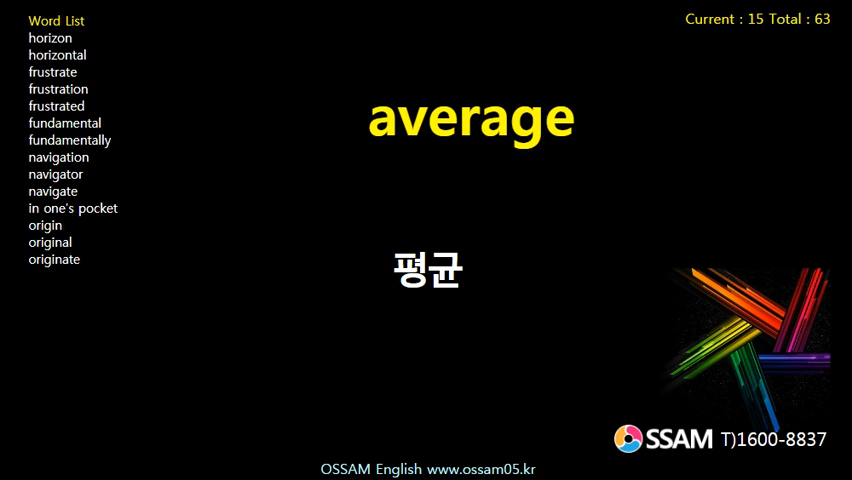 Word List
horizon
horizontal
frustrate
frustration
frustrated
fundamental
fundamentally
navigation
navigator
navigate
in one's pocket
origin
original
originate
Current : 15 Total : 63
average
평균
OSSAM T)1600-8837
OSSAM English www.ossam05.kr